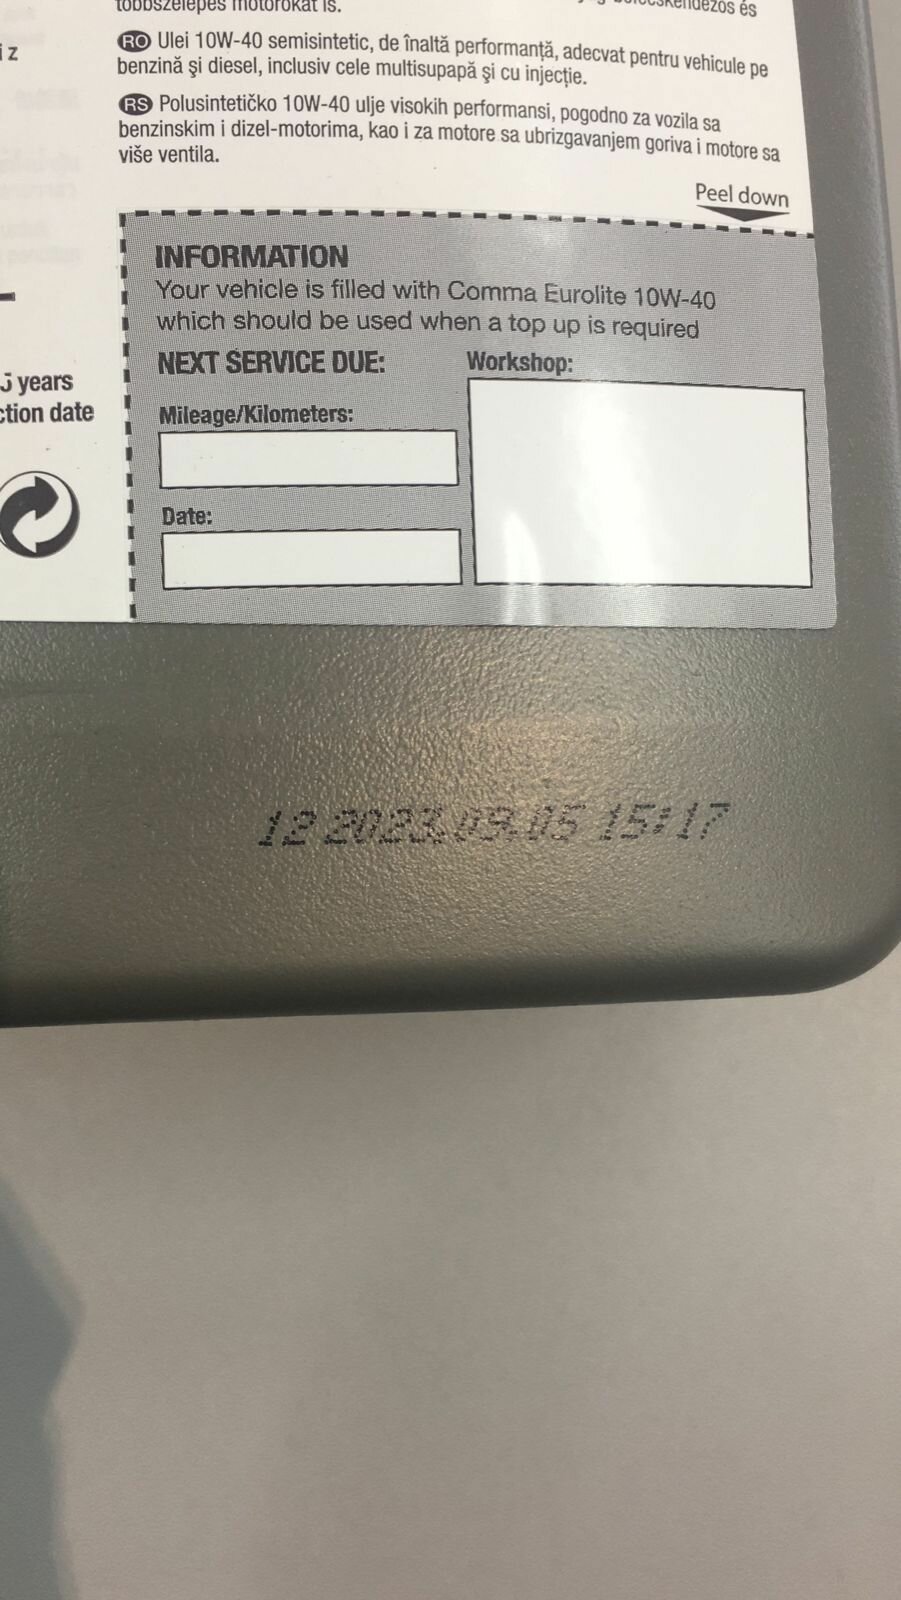 többszelepes motorokat is.
RO Ulei 10W-40 semisintetic, de înaltă performanță, adecvat pentru vehicule pe
benzină și diesel, inclusiv cele multisupapă și cu injecție.
RS Polusintetičko 10W-40 ulje visokih performansi, pogodno za vozila sa
benzinskim i dizel-motorima, kao i za motore sa ubrizgavanjem goriva i motore sa
više ventila.
Peel down
INFORMATION
Your vehicle is filled with Comma Eurolite 10W-40
which should be used when a top up is required
NEXT SERVICE DUE:
Workshop:
Mileage/Kilometers:
Date:
5 years
ction date
12 2023.09.05 15:17